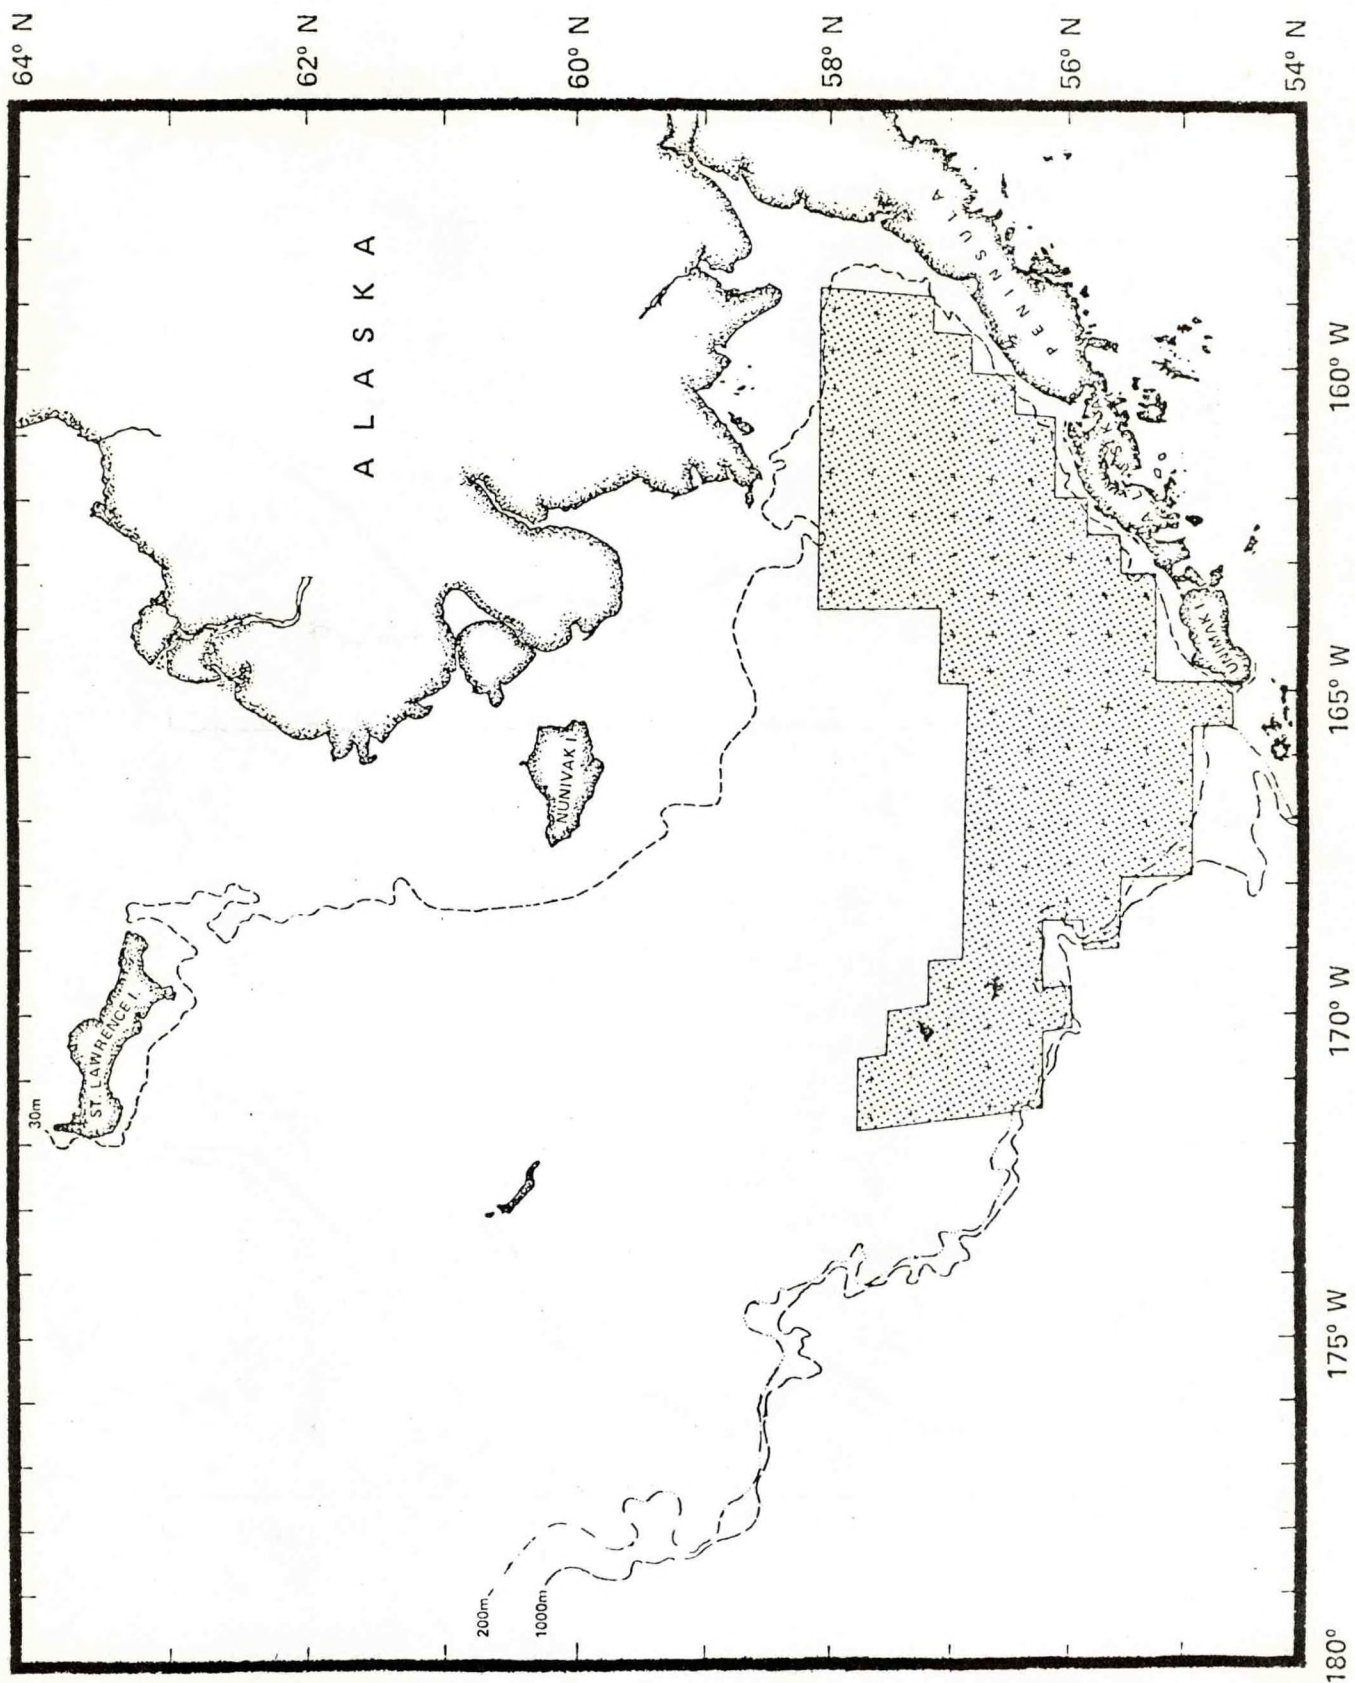 64° N
62° N
60° N
58° N
56° N
54° N
A L A S K A
PENINSULA
160° W
UNIMAK I.
165° W
NUNIVAK I.
ST. LAWRENCE I.
170° W
30m
175° W
200m
1000m
180°